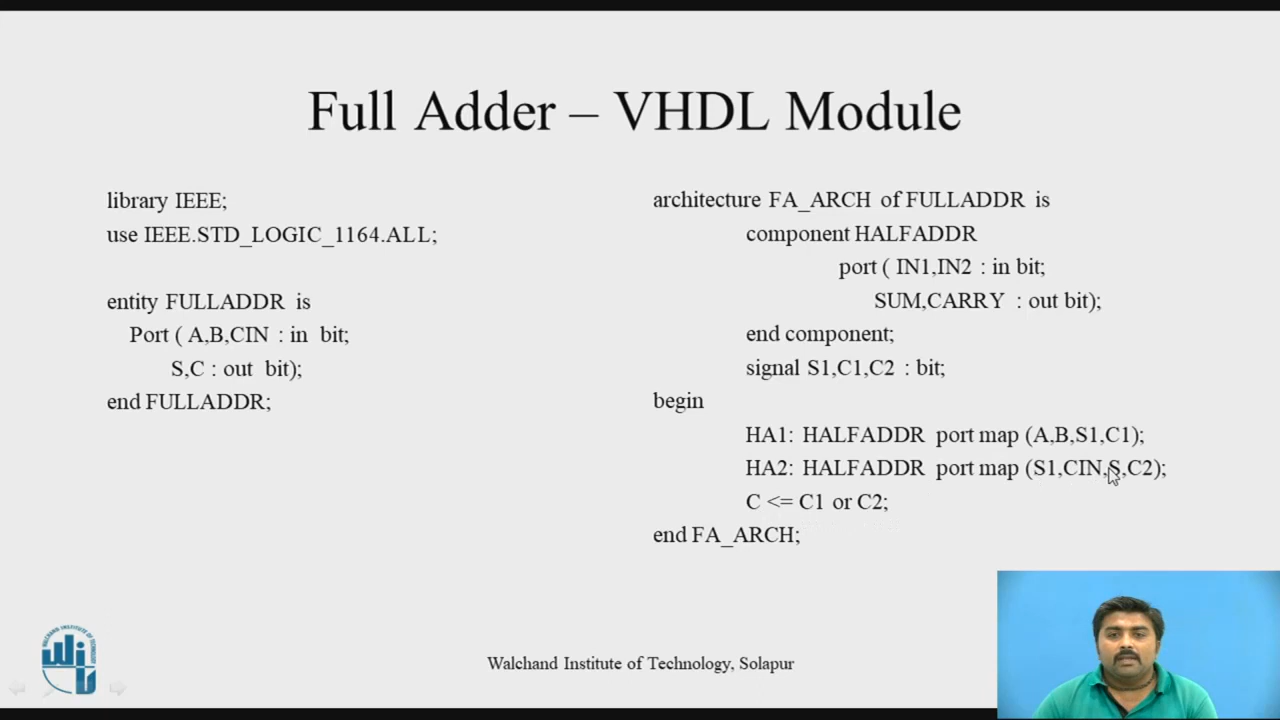 Full Adder – VHDL Module
library IEEE;
use IEEE.STD_LOGIC_1164.ALL;
entity FULLADDR is
Port ( A,B,CIN : in bit;
S,C : out bit);
end FULLADDR;
architecture FA_ARCH of FULLADDR is
component HALFADDR
port ( IN1,IN2 : in bit;
SUM,CARRY : out bit);
end component;
signal S1,C1,C2 : bit;
begin
HA1: HALFADDR port map (A,B,S1,C1);
HA2: HALFADDR port map (S1,CIN,S,C2);
C <= C1 or C2;
end FA_ARCH;
Walchand Institute of Technology, Solapur